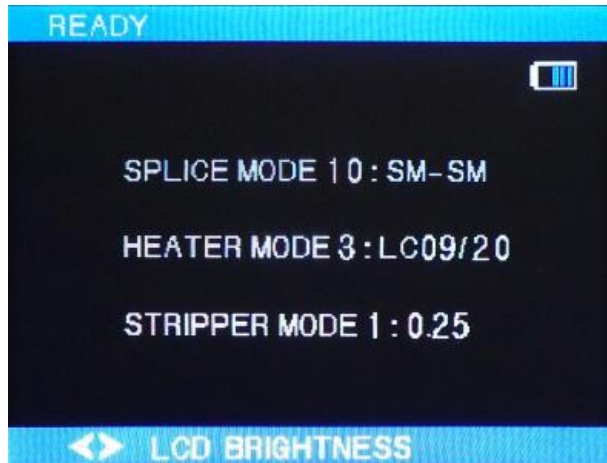 READY
SPLICE MODE 10:SM-SM
HEATER MODE 3:LC09/20
STRIPPER MODE 1:0.25
<> LCD BRIGHTNESS